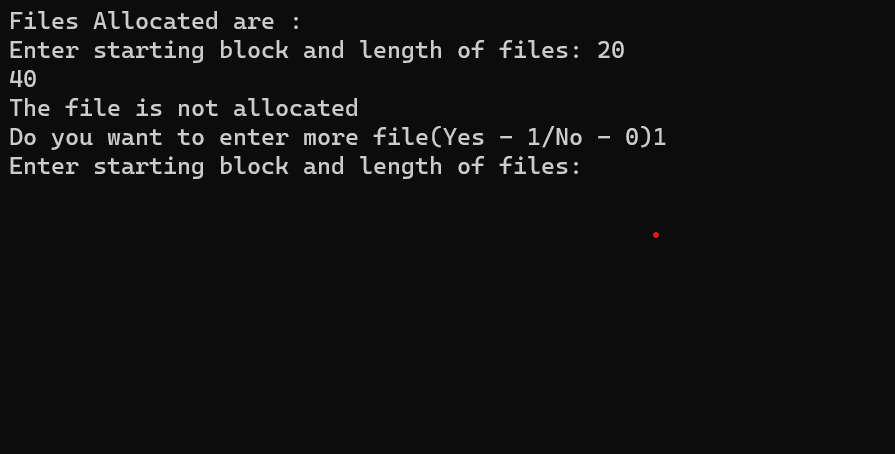 Files Allocated are :
Enter starting block and length of files: 20
40
The file is not allocated
Do you want to enter more file(Yes - 1/No - 0)1
Enter starting block and length of files: